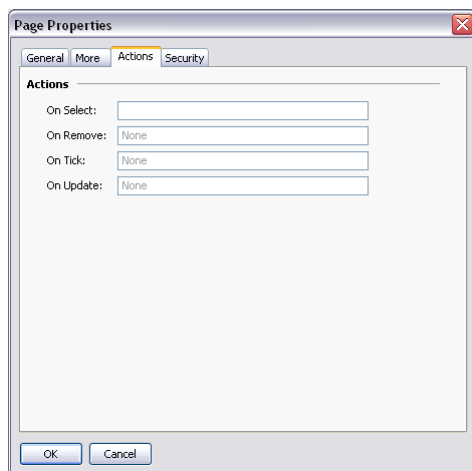 Page Properties
General More Actions Security
Actions
On Select:
On Remove: None
On Tick: None
On Update: None
OK Cancel